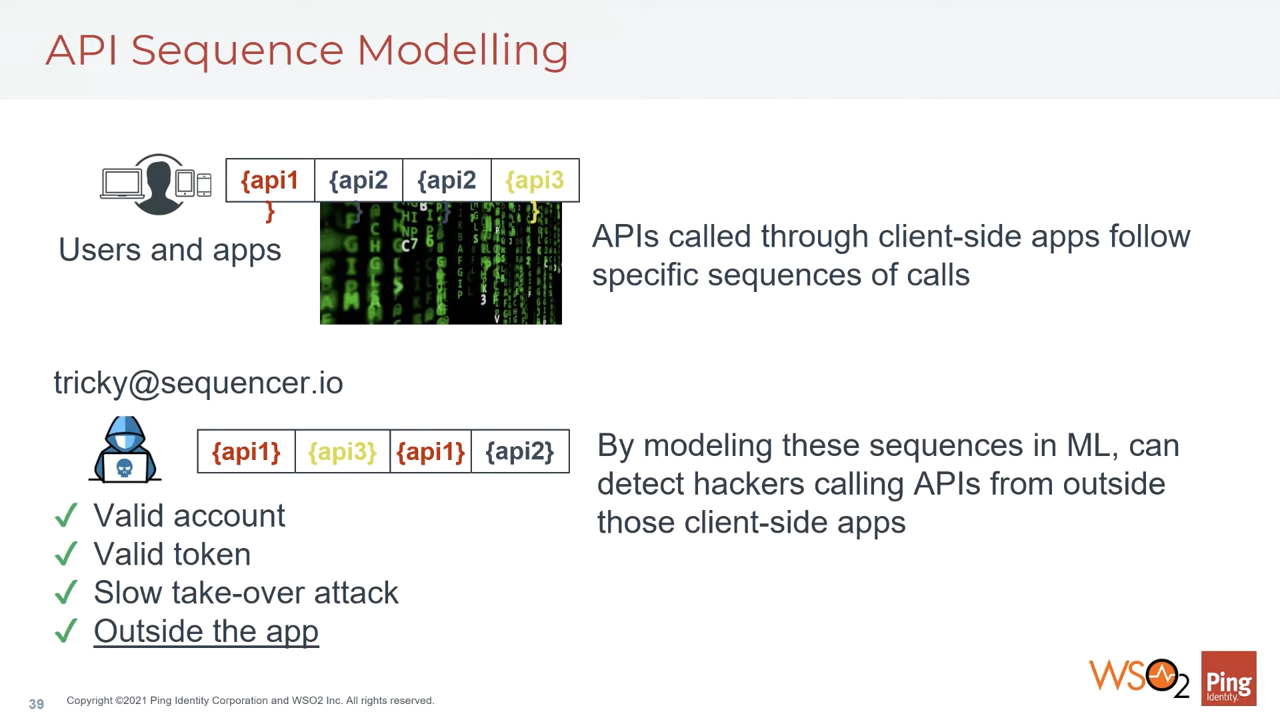 API Sequence Modelling
{api1} {api2} {api2} {api3}
Users and apps
APIs called through client-side apps follow
specific sequences of calls
tricky@sequencer.io
{api1} {api3} {api1} {api2}
By modeling these sequences in ML, can
detect hackers calling APIs from outside
those client-side apps
✓ Valid account
✓ Valid token
✓ Slow take-over attack
✓ Outside the app
WSO2
Ping
Identity.
39
Copyright ©2021 Ping Identity Corporation and WSO2 Inc. All rights reserved.